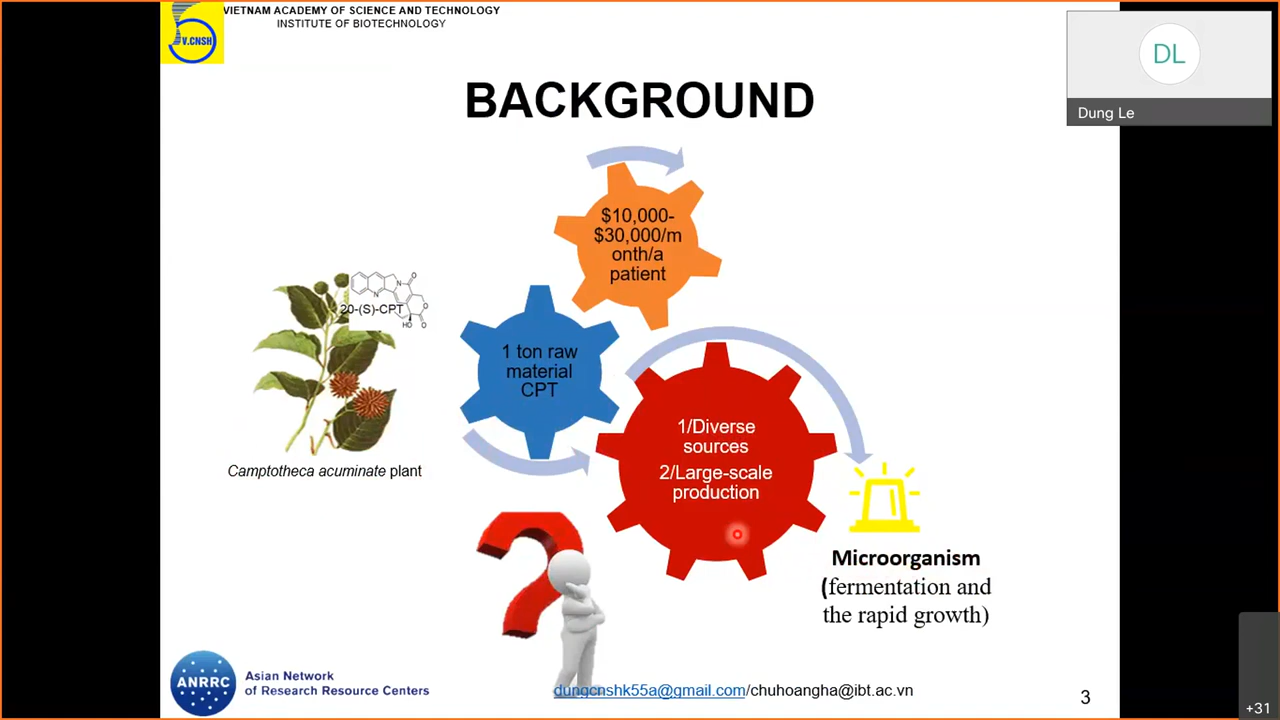 VIETNAM ACADEMY OF SCIENCE AND TECHNOLOGY
INSTITUTE OF BIOTECHNOLOGY
V.CNSH
DL
Dung Le
BACKGROUND
$10,000-
$30,000/m
onth/a
patient
20-(S)-CPT
N
N
O
O
O
HO
1 ton raw
material
CPT
1/Diverse
sources
2/Large-scale
production
Camptotheca acuminate plant
Microorganism
(fermentation and
the rapid growth)
ANRRC
Asian Network
of Research Resource Centers
dungcnshk55a@gmail.com/chuhoangha@ibt.ac.vn
3
+31